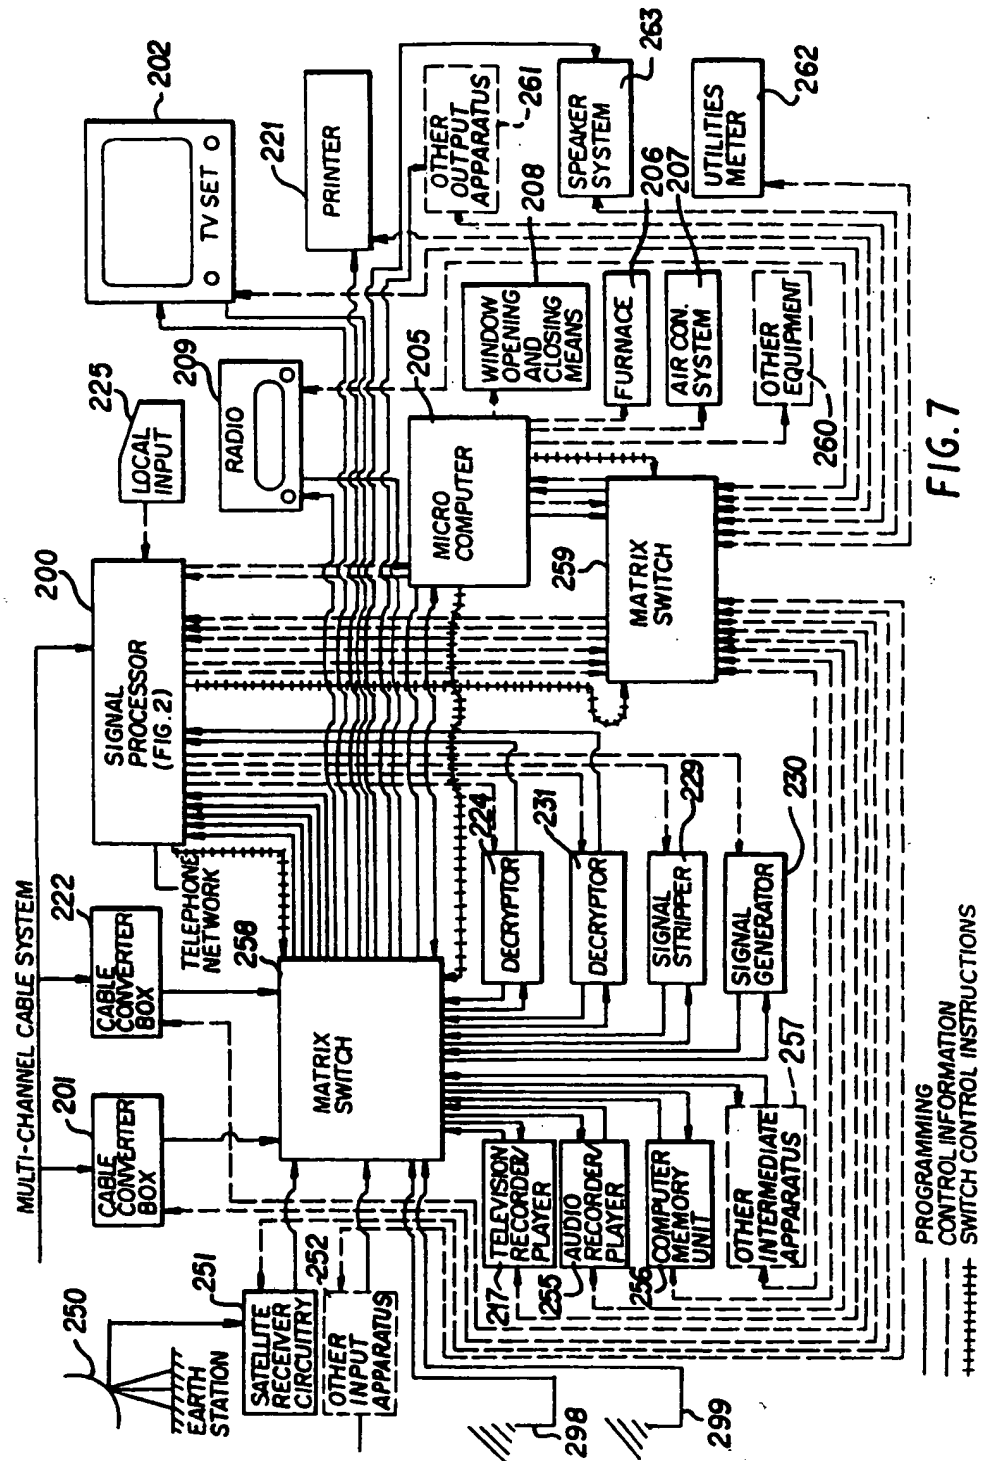 MULTI-CHANNEL CABLE SYSTEM
250
EARTH
STATION
251
SATELLITE
RECEIVER
CIRCUITRY
252
OTHER
INPUT
APPARATUS
298
299
201
CABLE
CONVERTER
BOX
222
CABLE
CONVERTER
BOX
TELEPHONE
NETWORK
200
SIGNAL
PROCESSOR
(FIG. 2)
225
LOCAL
INPUT
209
RADIO
202
TV SET
221
PRINTER
258
MATRIX
SWITCH
205
MICRO
COMPUTER
OTHER
OUTPUT
APPARATUS
261
SPEAKER
SYSTEM
263
UTILITIES
METER
262
208
WINDOW
OPENING
AND
CLOSING
MEANS
206
FURNACE
207
AIR CON.
SYSTEM
OTHER
EQUIPMENT
260
259
MATRIX
SWITCH
224
DECRYPTOR
231
DECRYPTOR
229
SIGNAL
STRIPPER
230
SIGNAL
GENERATOR
217
TELEVISION
RECORDER/
PLAYER
255
AUDIO
RECORDER/
PLAYER
256
COMPUTER
MEMORY
UNIT
257
OTHER
INTERMEDIATE
APPARATUS
PROGRAMMING
CONTROL INFORMATION
SWITCH CONTROL INSTRUCTIONS
FIG. 7